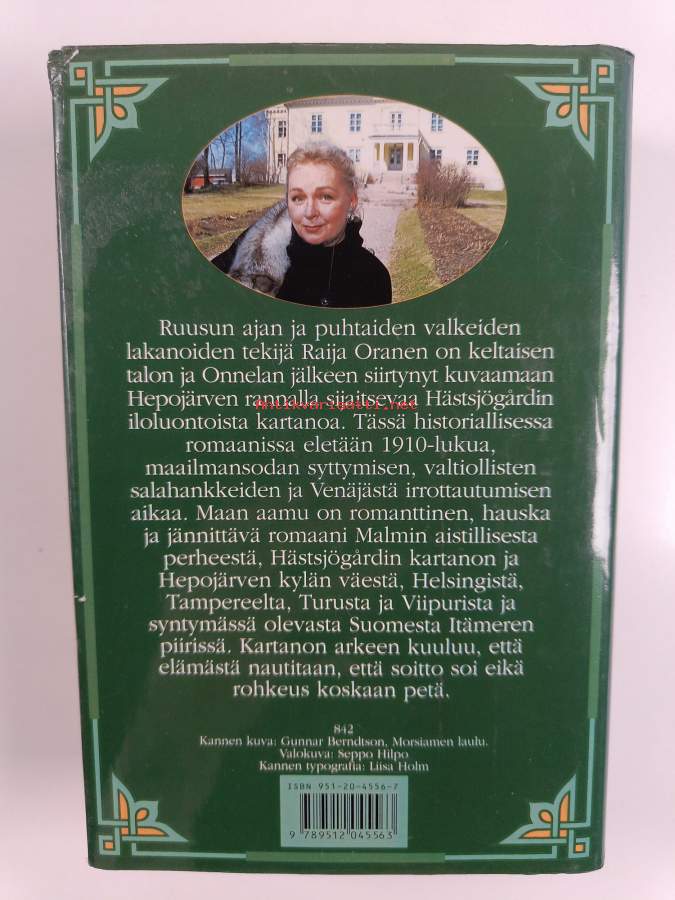 Ruusun ajan ja puhtaiden valkeiden
lakanoiden tekijä Raija Oranen on keltaisen
talon ja Onnelan jälkeen siirtynyt kuvaamaan
Hepojärven rannalla sijaitsevaa Hästsjögårdin
Antikvariaatti.net
iloluontoista kartanoa. Tässä historiallisessa
romaanissa eletään 1910-lukua,
maailmansodan syttymisen, valtiollisten
salahankkeiden ja Venäjästä irrottautumisen
aikaa. Maan aamu on romanttinen, hauska
ja jännittävä romaani Malmin aistillisesta
perheestä, Hästsjögårdin kartanon ja
Hepojärven kylän väestä, Helsingistä,
Tampereelta, Turusta ja Viipurista ja
syntymässä olevasta Suomesta Itämeren
piirissä. Kartanon arkeen kuuluu, että
elämästä nautitaan, että soitto soi eikä
rohkeus koskaan petä.
842
Kannen kuva: Gunnar Berndtson, Morsiamen laulu.
Valokuva: Seppo Hilpo
Kannen typografia: Liisa Holm
ISBN 951-20-4556-7
9 789512 045563